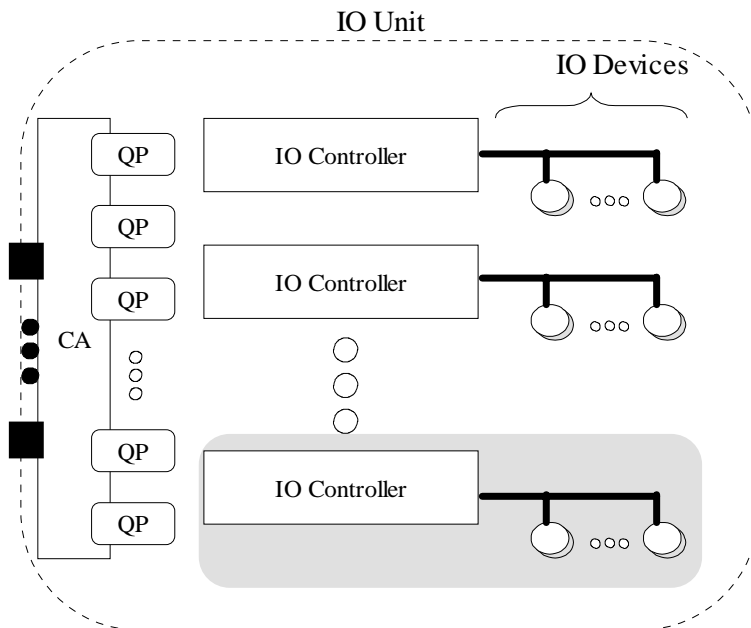 IO Unit
IO Devices
QP
IO Controller
QP
IO Controller
QP
CA
QP
IO Controller
QP